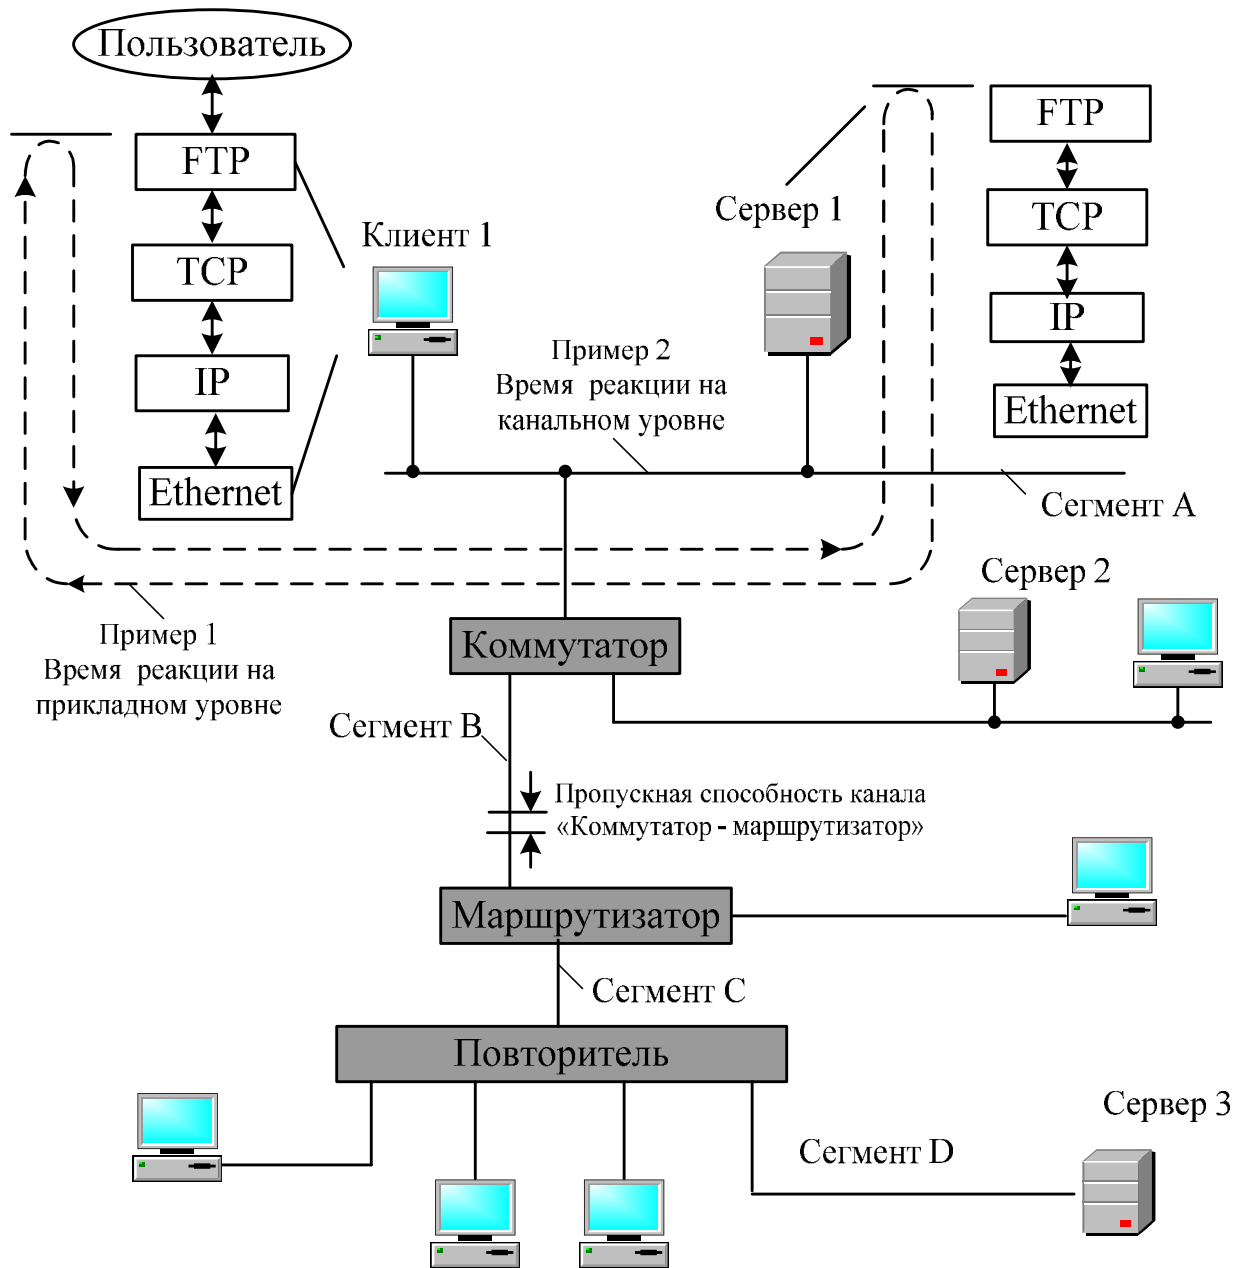 Пользователь
FTP
TCP
IP
Ethernet
Клиент 1
Сервер 1
FTP
TCP
IP
Ethernet
Пример 2
Время реакции на
канальном уровне
Сегмент A
Пример 1
Время реакции на
прикладном уровне
Сервер 2
Коммутатор
Сегмент B
Пропускная способность канала
«Коммутатор - маршрутизатор»
Маршрутизатор
Сегмент C
Повторитель
Сегмент D
Сервер 3